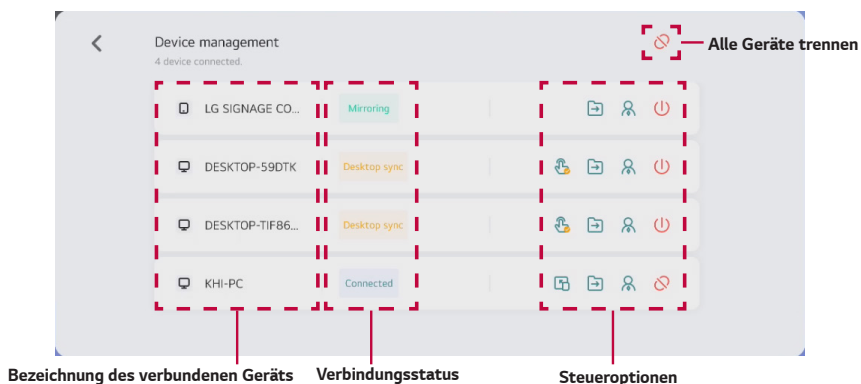 Device management
4 device connected.
Alle Geräte trennen
LG SIGNAGE CO... Mirroring
DESKTOP-59DTK Desktop sync
DESKTOP-TIF86... Desktop sync
KHI-PC Connected
Bezeichnung des verbundenen Geräts Verbindungsstatus Steueroptionen